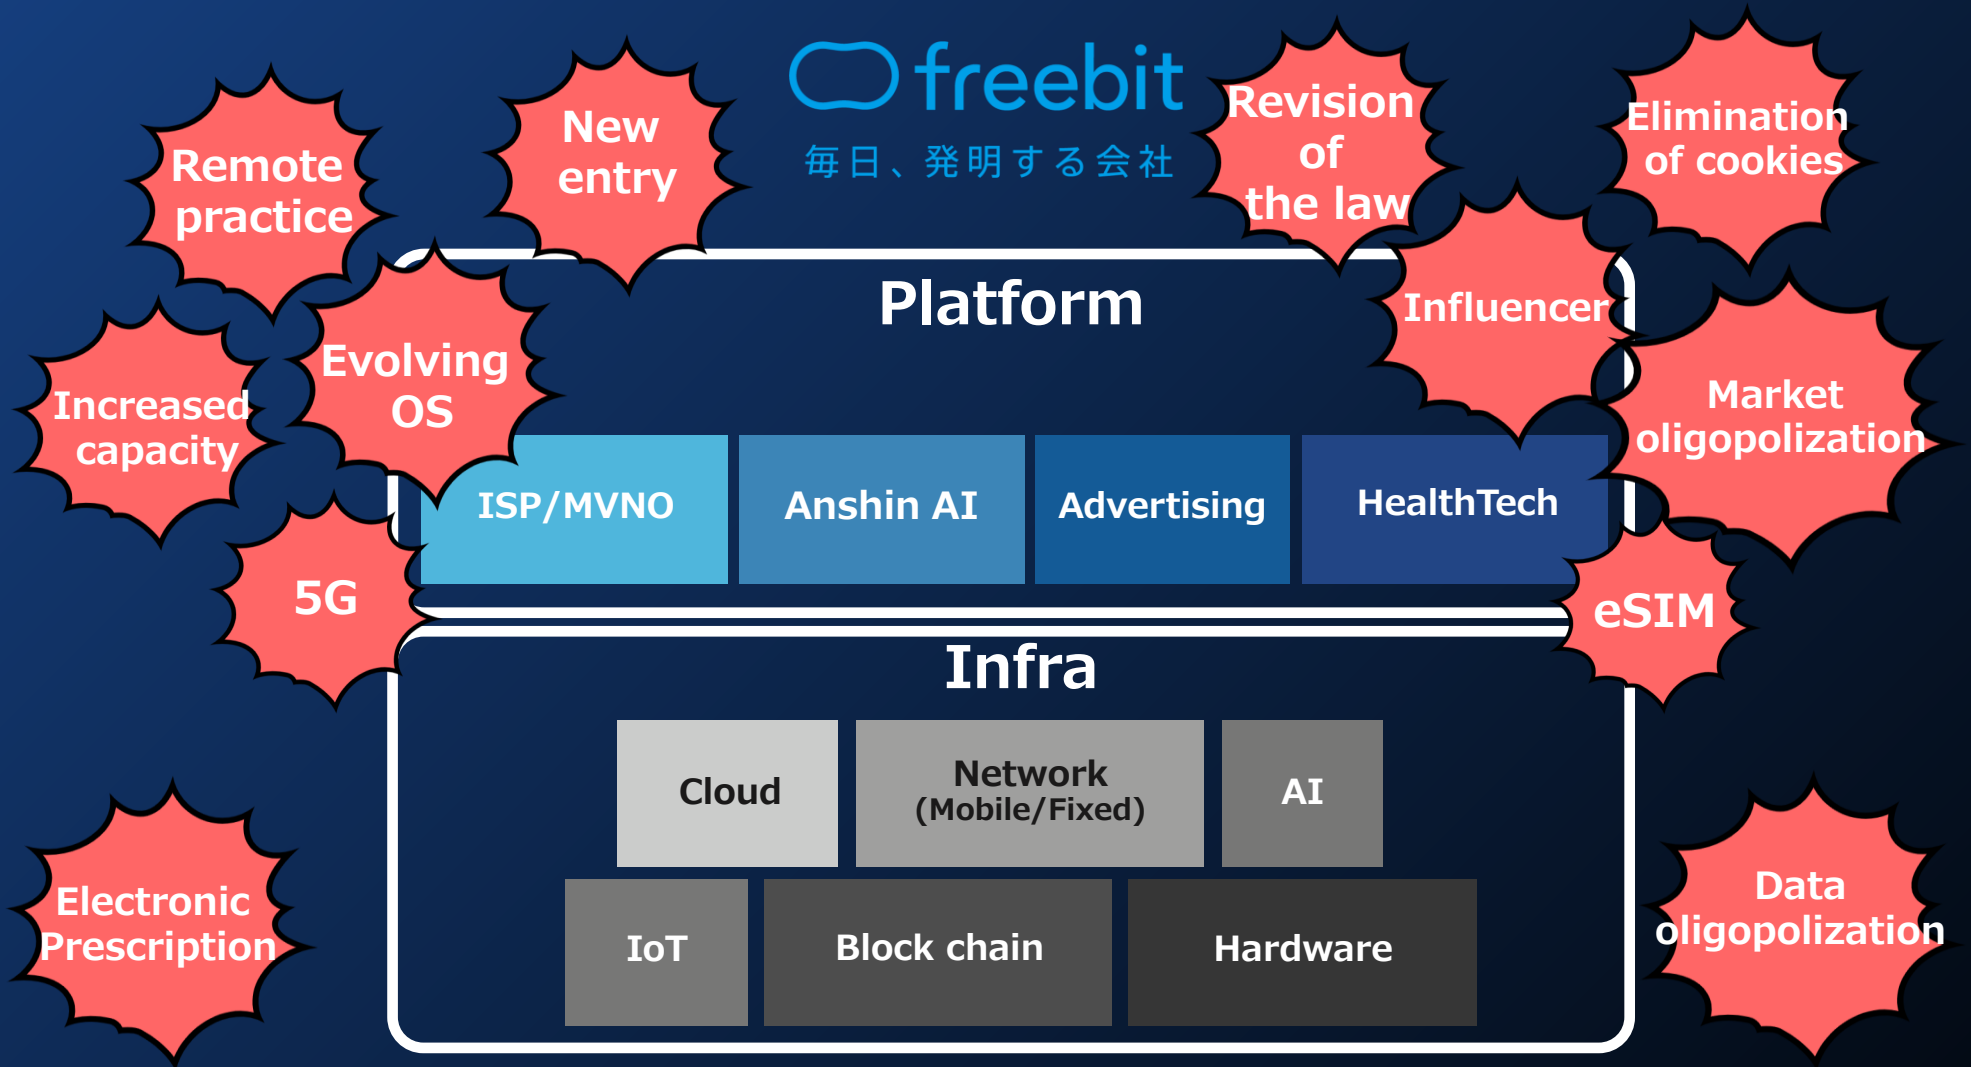 freebit
毎日、発明する会社
Remote
practice
New
entry
Revision
of
the law
Elimination
of cookies
Increased
capacity
Evolving
OS
Platform
Influencer
Market
oligopolization
ISP/MVNO
Anshin AI
Advertising
HealthTech
5G
eSIM
Infra
Cloud
Network
(Mobile/Fixed)
AI
Electronic
Prescription
IoT
Block chain
Hardware
Data
oligopolization